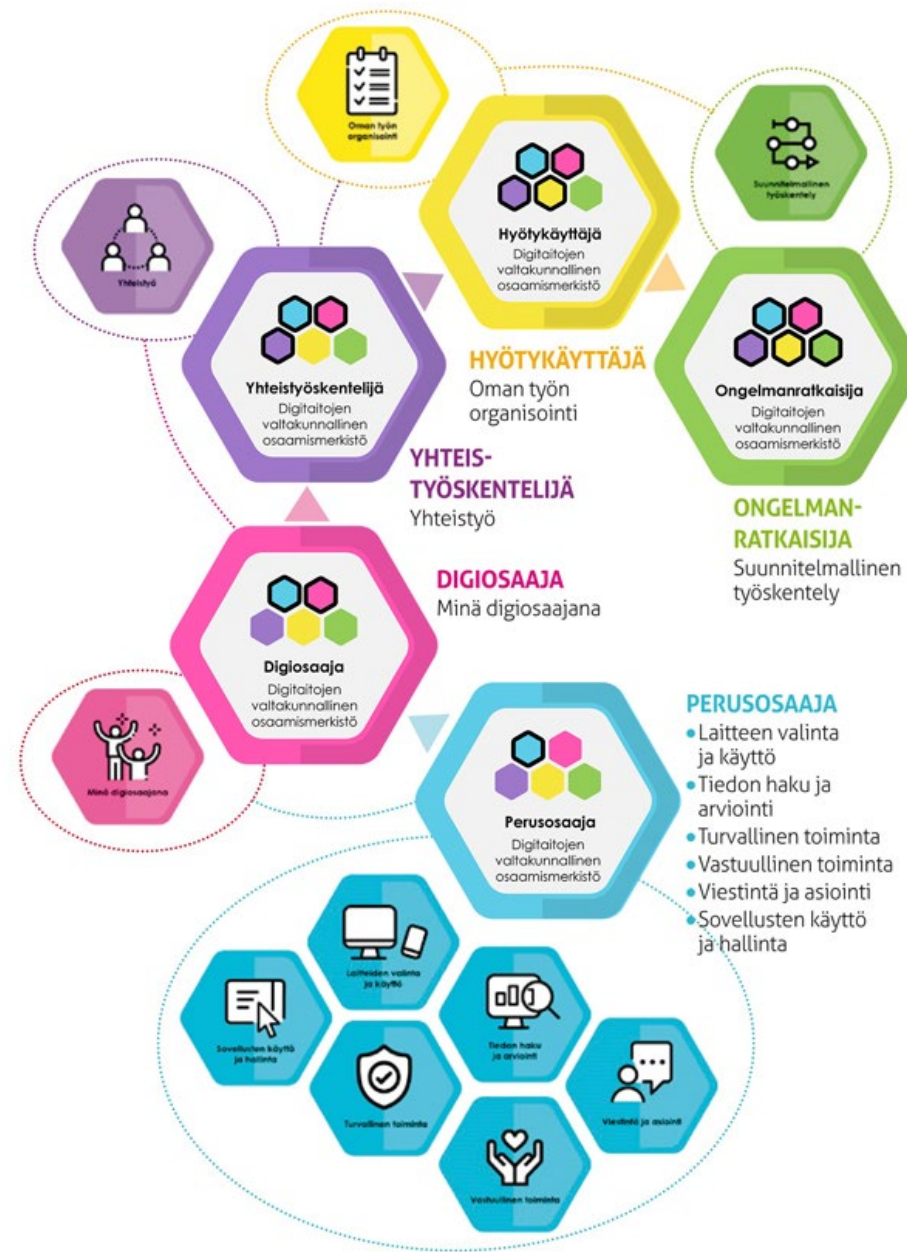 Oman työn
organisointi
Suunnitelmallinen
työskentely
Hyötykäyttäjä
Digitaitojen
valtakunnallinen
osaamismerkistö
Yhteistyö
Yhteistyöskentelijä
Digitaitojen
valtakunnallinen
osaamismerkistö
HYÖTYKÄYTTÄJÄ
Oman työn
organisointi
Ongelmanratkaisija
Digitaitojen
valtakunnallinen
osaamismerkistö
YHTEIS-
TYÖSKENTELIJÄ
Yhteistyö
ONGELMAN-
RATKAISIJA
Suunnitelmallinen
työskentely
DIGIOSAAJA
Minä digiosaajana
Digiosaaja
Digitaitojen
valtakunnallinen
osaamismerkistö
Minä digiosaajana
Perusosaaja
Digitaitojen
valtakunnallinen
osaamismerkistö
PERUSOSAAJA
•Laitteen valinta
ja käyttö
•Tiedon haku ja
arviointi
•Turvallinen toiminta
•Vastuullinen toiminta
•Viestintä ja asiointi
•Sovellusten käyttö
ja hallinta
Laitteiden valinta
ja käyttö
Sovellusten käyttö
ja hallinta
Tiedon haku
ja arviointi
Turvallinen toiminta
Viestintä ja asiointi
Vastuullinen toiminta